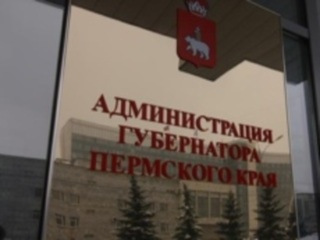 АДМИНИСТРАЦИЯ
ГУБЕРНАТОРА
ПЕРМСКОГО КРАЯ